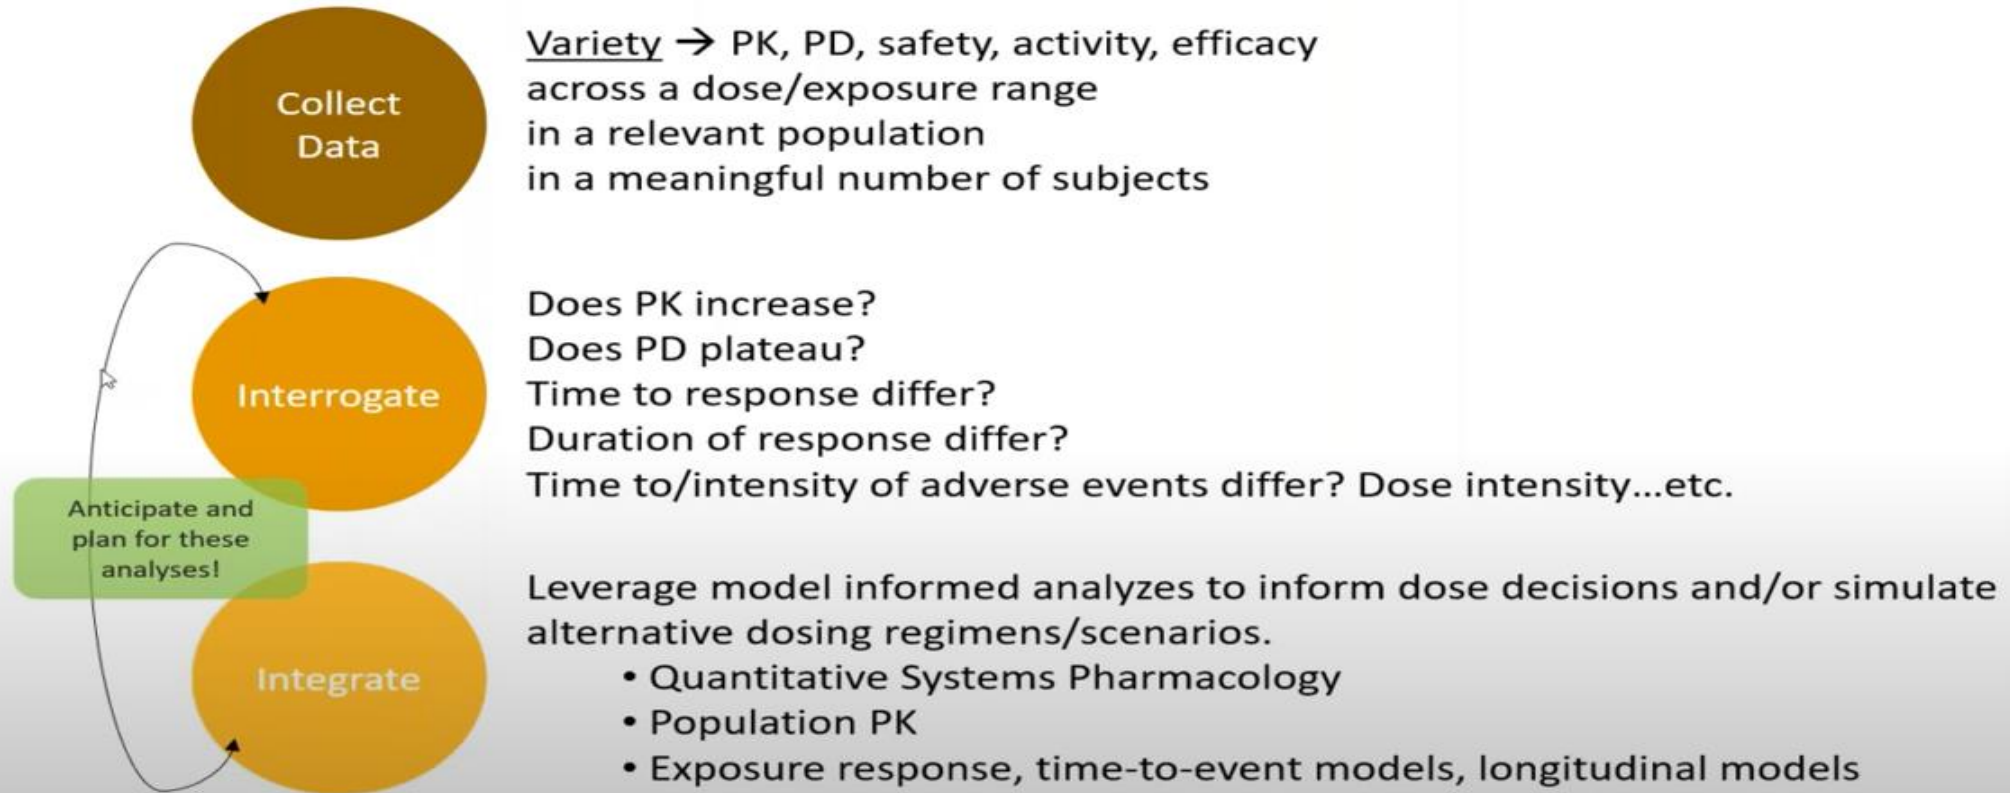 Collect
Data
Variety → PK, PD, safety, activity, efficacy
across a dose/exposure range
in a relevant population
in a meaningful number of subjects
Interrogate
Does PK increase?
Does PD plateau?
Time to response differ?
Duration of response differ?
Time to/intensity of adverse events differ? Dose intensity...etc.
Anticipate and
plan for these
analyses!
Integrate
Leverage model informed analyzes to inform dose decisions and/or simulate
alternative dosing regimens/scenarios.
• Quantitative Systems Pharmacology
• Population PK
• Exposure response, time-to-event models, longitudinal models